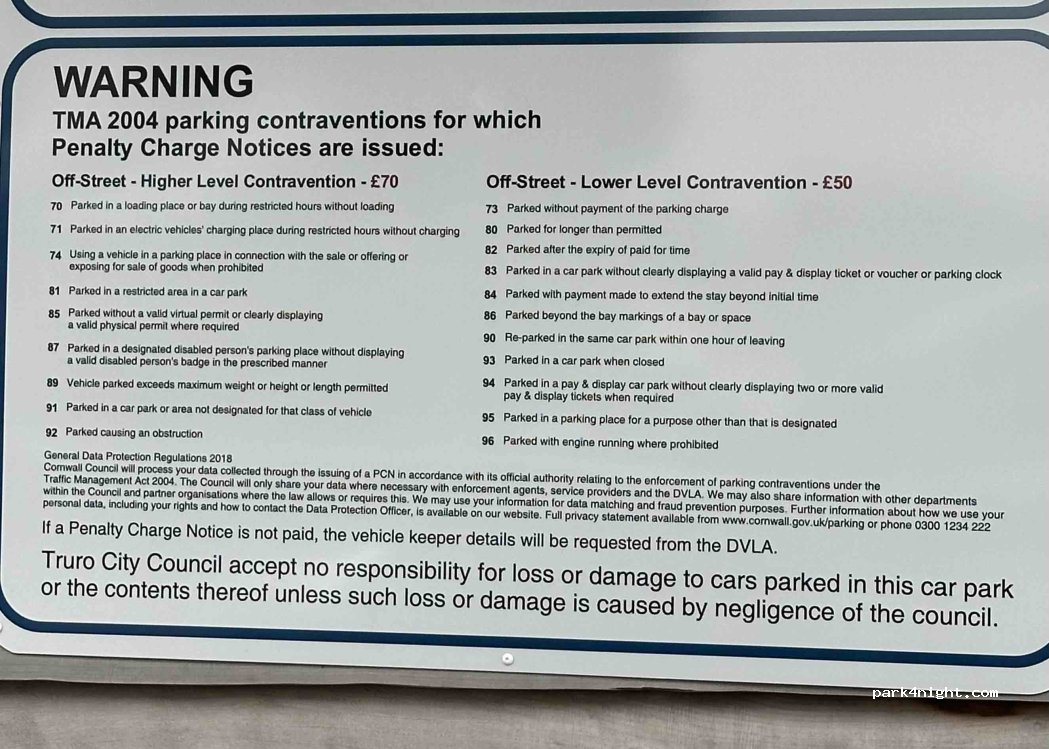 WARNING
TMA 2004 parking contraventions for which
Penalty Charge Notices are issued:
Off-Street - Higher Level Contravention - £70
70 Parked in a loading place or bay during restricted hours without loading
71 Parked in an electric vehicles' charging place during restricted hours without charging
74 Using a vehicle in a parking place in connection with the sale or offering or
exposing for sale of goods when prohibited
81 Parked in a restricted area in a car park
85 Parked without a valid virtual permit or clearly displaying
a valid physical permit where required
87 Parked in a designated disabled person's parking place without displaying
a valid disabled person's badge in the prescribed manner
89 Vehicle parked exceeds maximum weight or height or length permitted
91 Parked in a car park or area not designated for that class of vehicle
92 Parked causing an obstruction
Off-Street - Lower Level Contravention - £50
73 Parked without payment of the parking charge
80 Parked for longer than permitted
82 Parked after the expiry of paid for time
83 Parked in a car park without clearly displaying a valid pay & display ticket or voucher or parking clock
84 Parked with payment made to extend the stay beyond initial time
86 Parked beyond the bay markings of a bay or space
90 Re-parked in the same car park within one hour of leaving
93 Parked in a car park when closed
94 Parked in a pay & display car park without clearly displaying two or more valid
pay & display tickets when required
95 Parked in a parking place for a purpose other than that is designated
96 Parked with engine running where prohibited
General Data Protection Regulations 2018
Cornwall Council will process your data collected through the issuing of a PCN in accordance with its official authority relating to the enforcement of parking contraventions under the
Traffic Management Act 2004. The Council will only share your data where necessary with enforcement agents, service providers and the DVLA. We may also share information with other departments
within the Council and partner organisations where the law allows or requires this. We may use your information for data matching and fraud prevention purposes. Further information about how we use your
personal data, including your rights and how to contact the Data Protection Officer, is available on our website. Full privacy statement available from www.cornwall.gov.uk/parking or phone 0300 1234 222
If a Penalty Charge Notice is not paid, the vehicle keeper details will be requested from the DVLA.
Truro City Council accept no responsibility for loss or damage to cars parked in this car park
or the contents thereof unless such loss or damage is caused by negligence of the council.
park4night.com